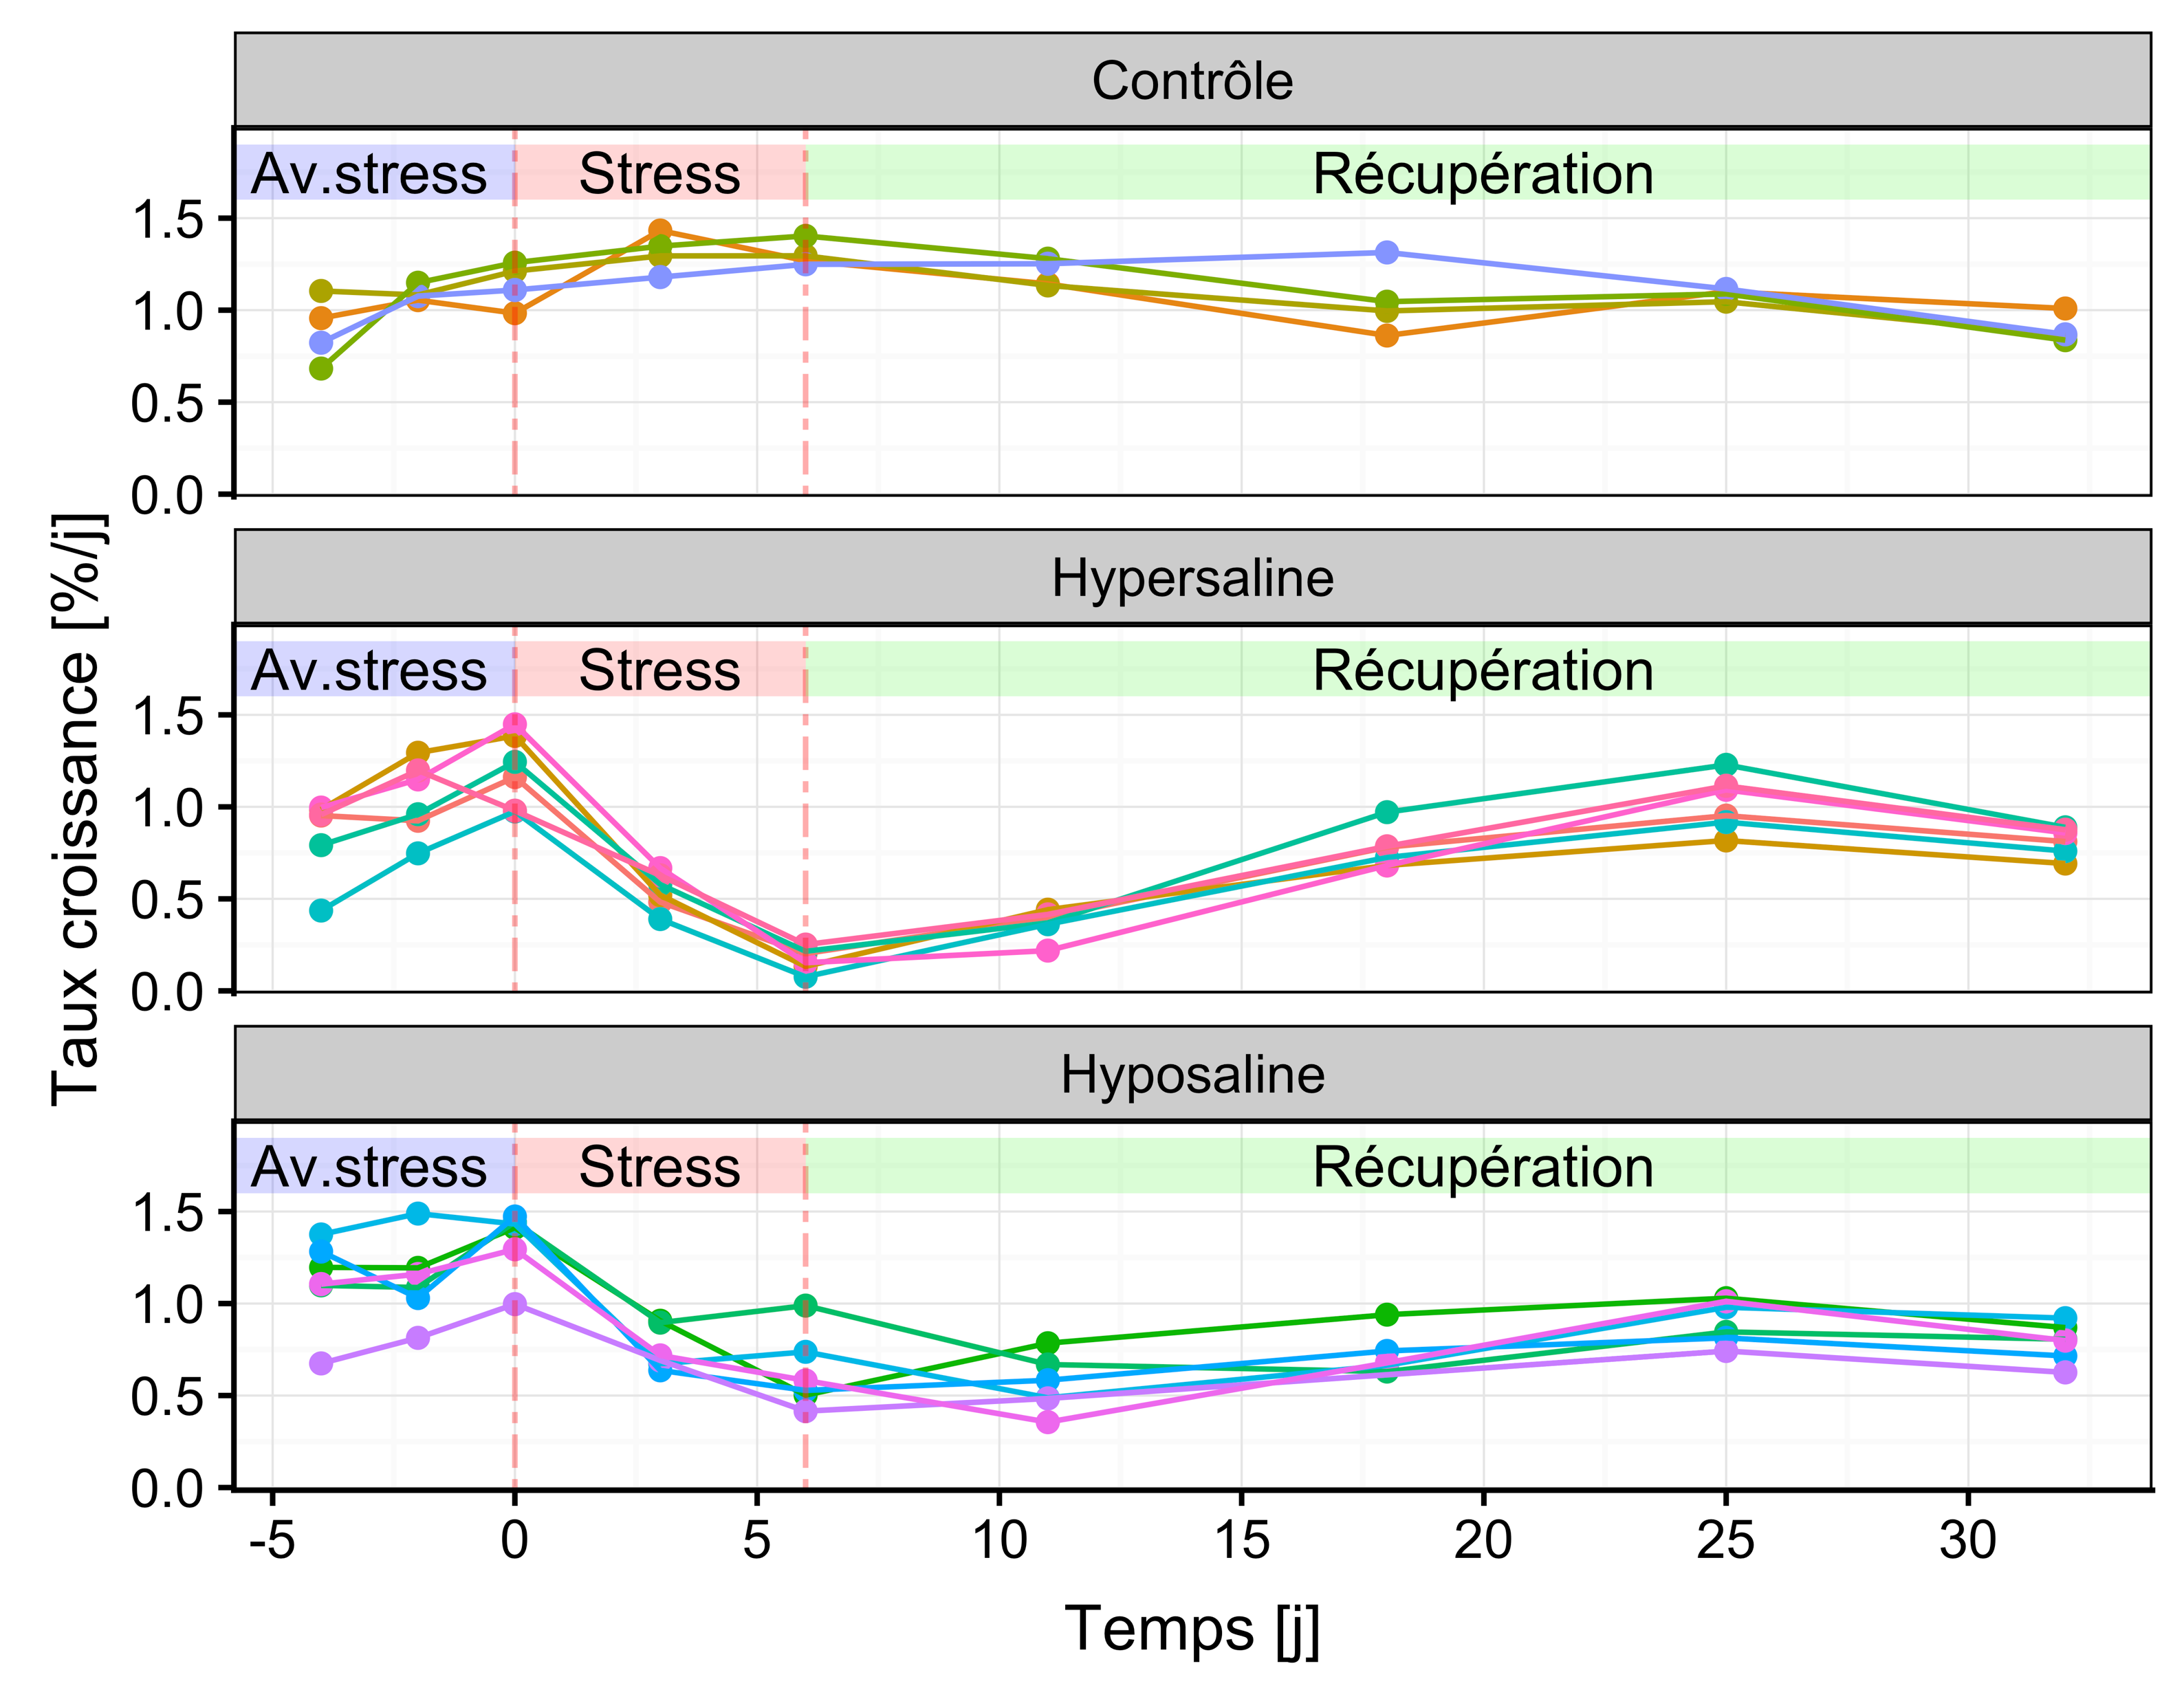 Contrôle
Av.stress Stress Récupération
1.5
1.0
0.5
0.0
Hypersaline
Av.stress Stress Récupération
1.5
1.0
0.5
0.0
Hyposaline
Av.stress Stress Récupération
1.5
1.0
0.5
0.0
Taux croissance [%/j]
-5 0 5 10 15 20 25 30
Temps [j]